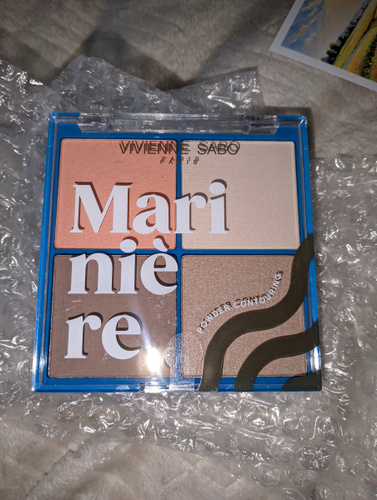 VIVIENNE SABO
PARIS
Mari
niè
re
POWDER CONTOURING